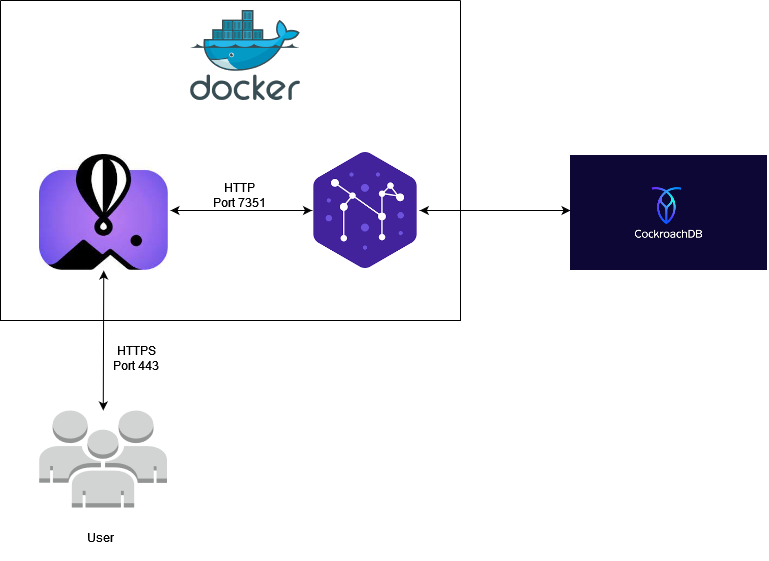 docker
HTTP
Port 7351
CockroachDB
HTTPS
Port 443
User